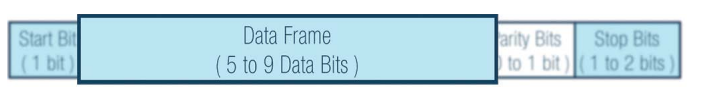 Start Bit
( 1 bit )
Data Frame
( 5 to 9 Data Bits )
arity Bits
to 1 bit )
Stop Bits
( 1 to 2 bits )